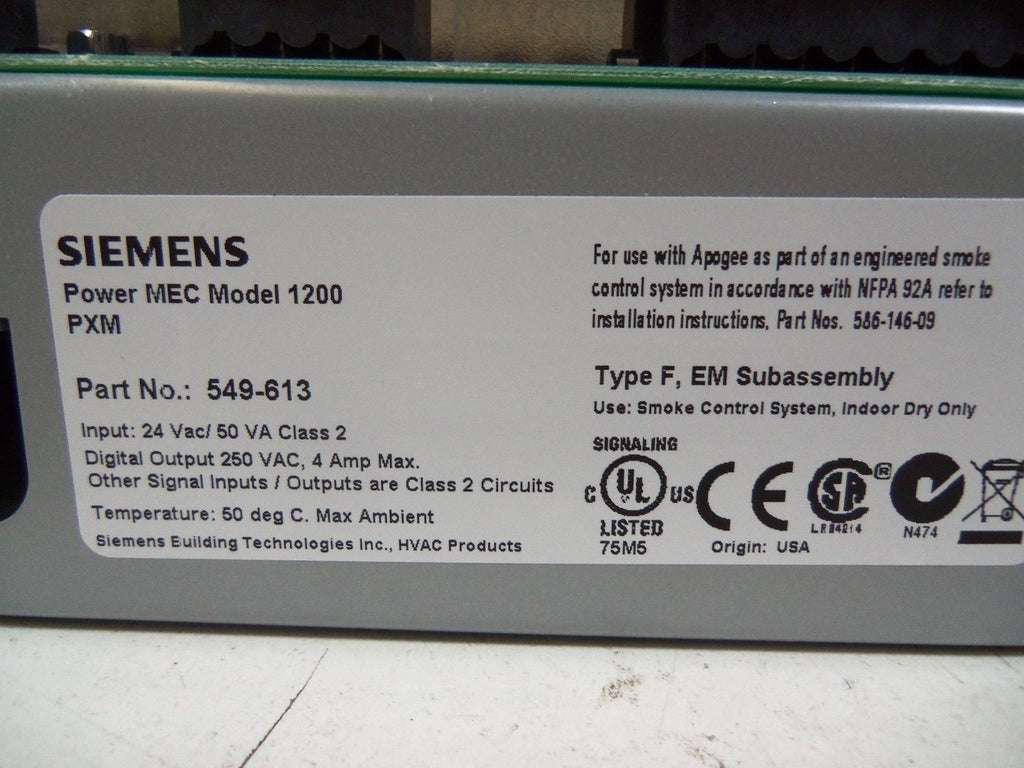 SIEMENS
Power MEC Model 1200
PXM
Part No.: 549-613
Input: 24 Vac/ 50 VA Class 2
Digital Output 250 VAC, 4 Amp Max.
Other Signal Inputs / Outputs are Class 2 Circuits
Temperature: 50 deg C. Max Ambient
Siemens Building Technologies Inc., HVAC Products
For use with Apogee as part of an engineered smoke
control system in accordance with NFPA 92A refer to
installation instructions, Part Nos. 586-146-09
Type F, EM Subassembly
Use: Smoke Control System, Indoor Dry Only
SIGNALING
C UL US CE SA ®
LISTED
75M5
LR84214
N474
Origin: USA